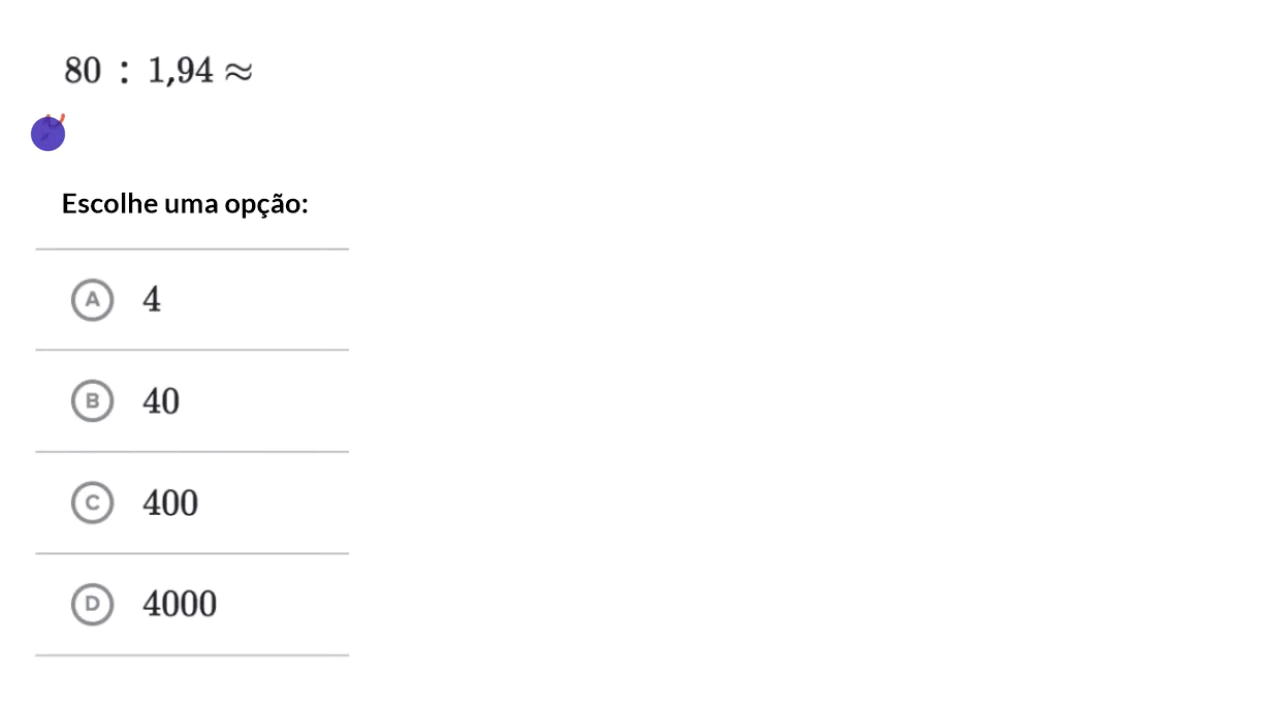 80 : 1,94 ≈
Escolhe uma opção:
A 4
B 40
C 400
D 4000